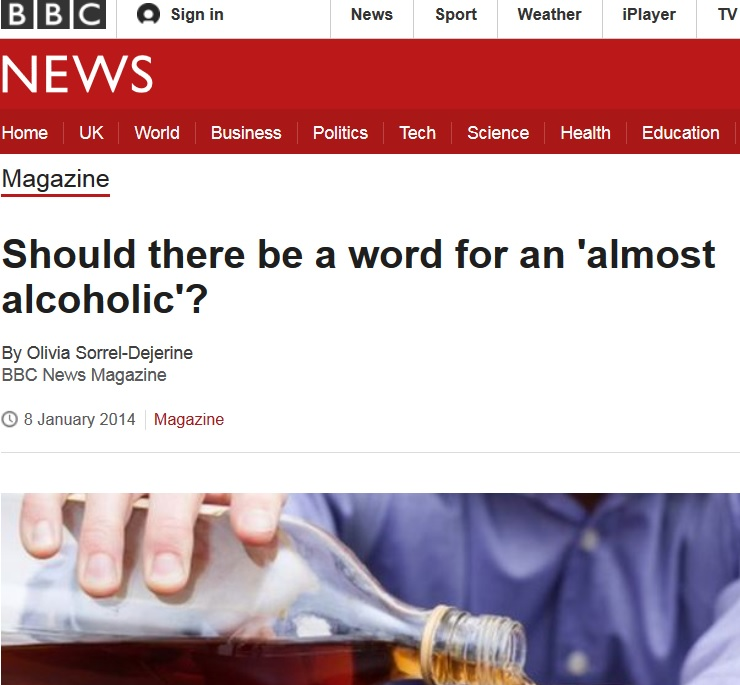 BBC Sign in News Sport Weather iPlayer TV
NEWS
Home UK World Business Politics Tech Science Health Education
Magazine
Should there be a word for an 'almost
alcoholic'?
By Olivia Sorrel-Dejerine
BBC News Magazine
8 January 2014 Magazine